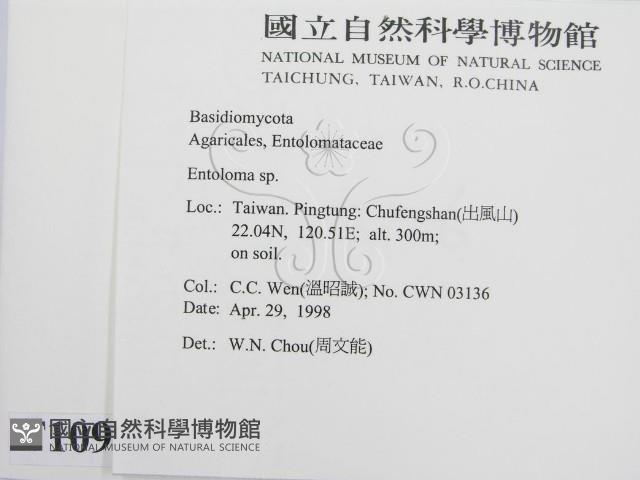 國立自然科學博物館
NATIONAL MUSEUM OF NATURAL SCIENCE
TAICHUNG, TAIWAN, R.O.CHINA
Basidiomycota
Agaricales, Entolomataceae
Entoloma sp.
Loc.: Taiwan. Pingtung: Chufengshan(出風山)
22.04N, 120.51E; alt. 300m;
on soil.
Col.: C.C. Wen(溫昭誠); No. CWN 03136
Date: Apr. 29, 1998
Det.: W.N. Chou(周文能)
109
國立自然科學博物館
NATIONAL MUSEUM OF NATURAL SCIENCE